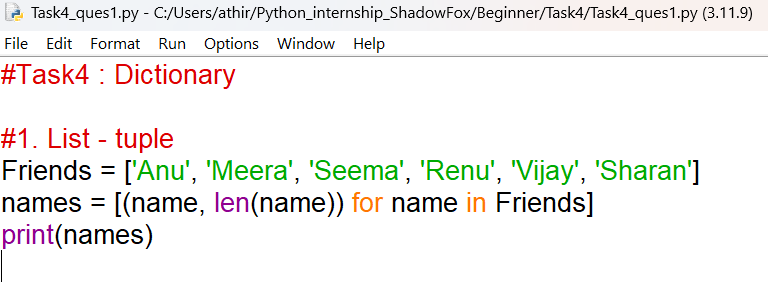 Task4_ques1.py - C:/Users/athir/Python_internship_ShadowFox/Beginner/Task4/Task4_ques1.py (3.11.9)
File Edit Format Run Options Window Help
#Task4 : Dictionary
#1. List - tuple
Friends = ['Anu', 'Meera', 'Seema', 'Renu', 'Vijay', 'Sharan']
names = [(name, len(name)) for name in Friends]
print(names)